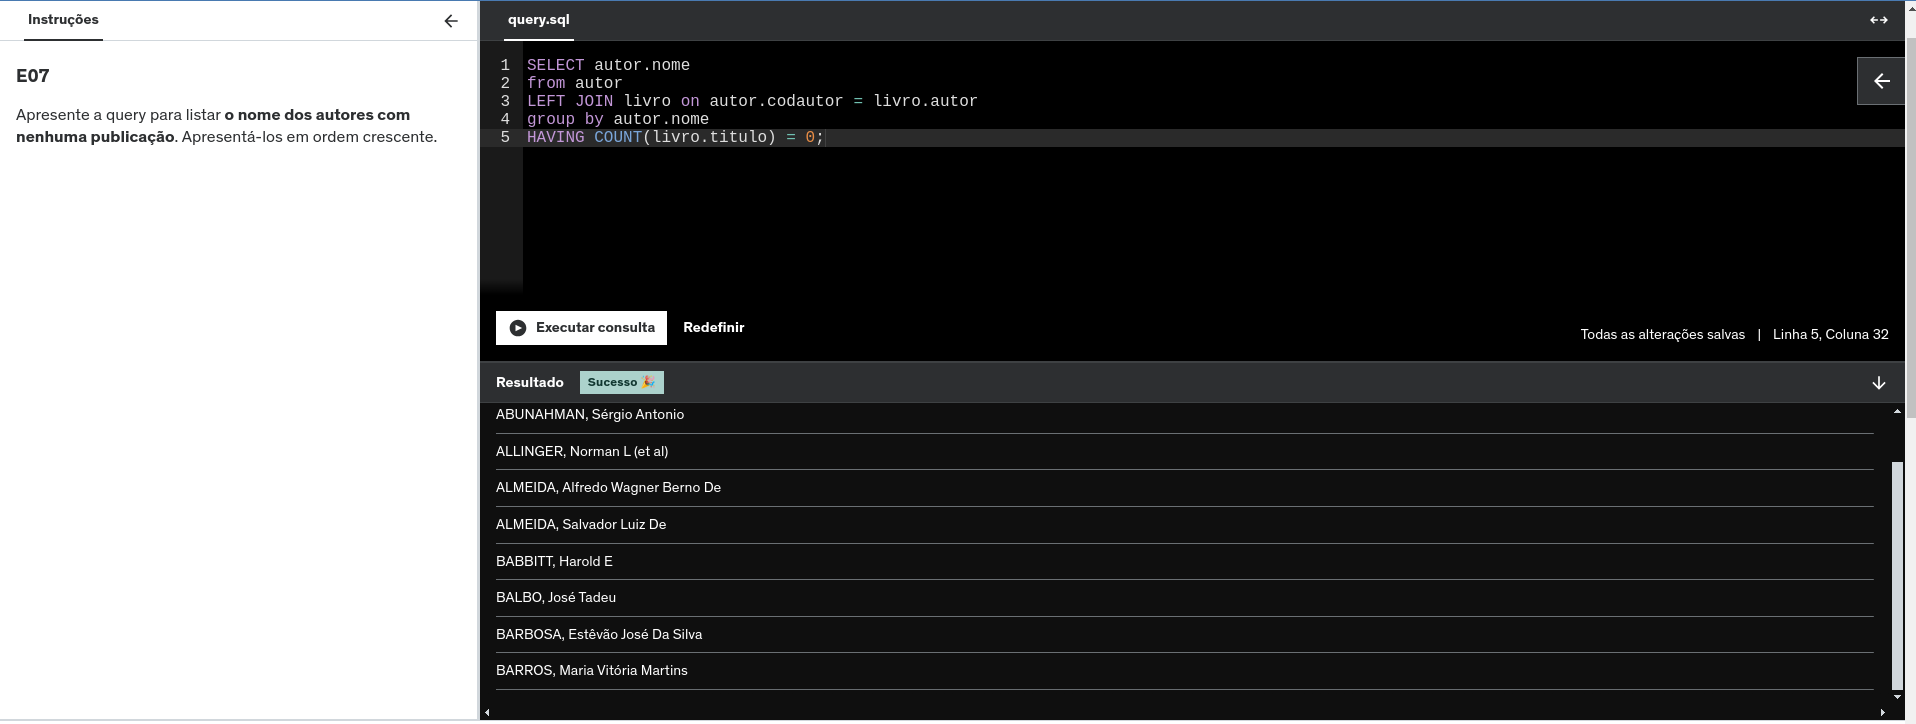 Instruções
E07
Apresente a query para listar o nome dos autores com
nenhuma publicação. Apresentá-los em ordem crescente.
query.sql
1 SELECT autor.nome
2 from autor
3 LEFT JOIN livro on autor.codautor = livro.autor
4 group by autor.nome
5 HAVING COUNT(livro.titulo) = 0;
Executar consulta
Redefinir
Todas as alterações salvas | Linha 5, Coluna 32
Resultado
Sucesso 🎉
ABUNAHMAN, Sérgio Antonio
ALLINGER, Norman L (et al)
ALMEIDA, Alfredo Wagner Berno De
ALMEIDA, Salvador Luiz De
BABBITT, Harold E
BALBO, José Tadeu
BARBOSA, Estêvão José Da Silva
BARROS, Maria Vitória Martins